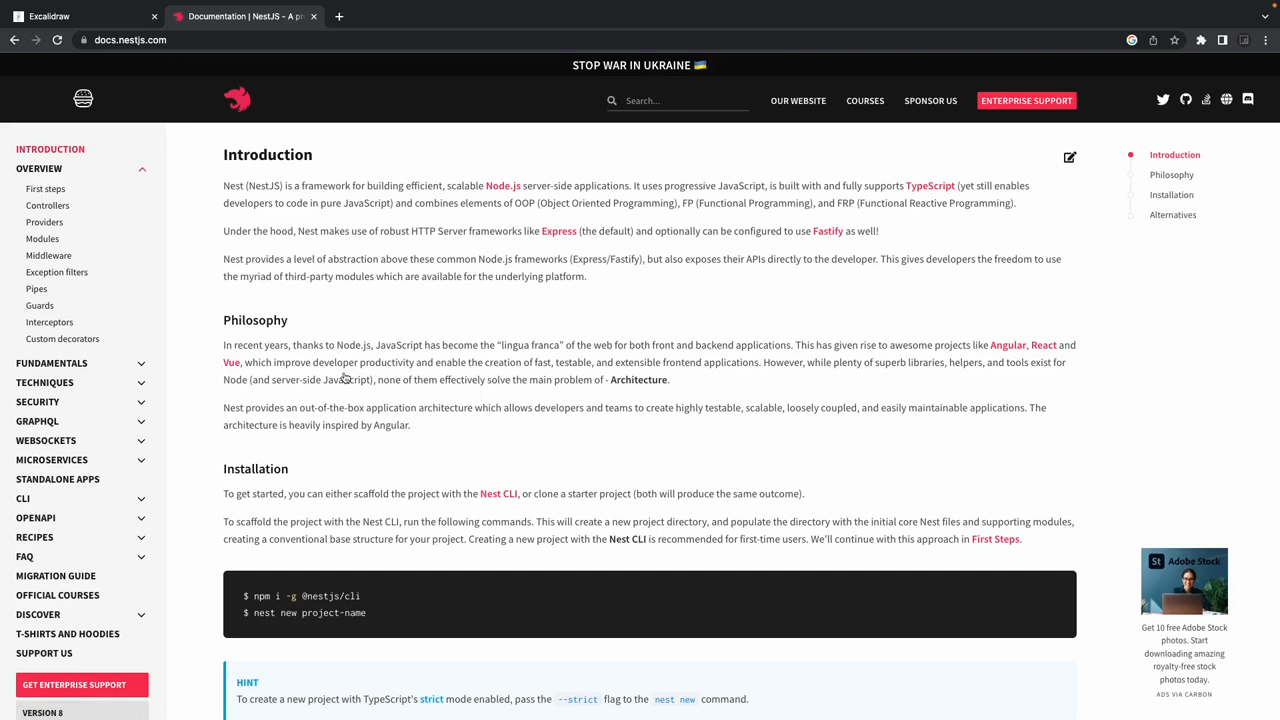 Excalidraw
Documentation | NestJS - A pr
docs.nestjs.com
STOP WAR IN UKRAINE 🇺🇦
Search...
OUR WEBSITE
COURSES
SPONSOR US
ENTERPRISE SUPPORT
INTRODUCTION
OVERVIEW
First steps
Controllers
Providers
Modules
Middleware
Exception filters
Pipes
Guards
Interceptors
Custom decorators
FUNDAMENTALS
TECHNIQUES
SECURITY
GRAPHQL
WEBSOCKETS
MICROSERVICES
STANDALONE APPS
CLI
OPENAPI
RECIPES
FAQ
MIGRATION GUIDE
OFFICIAL COURSES
DISCOVER
T-SHIRTS AND HOODIES
SUPPORT US
GET ENTERPRISE SUPPORT
VERSION 8
Introduction
Nest (NestJS) is a framework for building efficient, scalable Node.js server-side applications. It uses progressive JavaScript, is built with and fully supports TypeScript (yet still enables
developers to code in pure JavaScript) and combines elements of OOP (Object Oriented Programming), FP (Functional Programming), and FRP (Functional Reactive Programming).
Under the hood, Nest makes use of robust HTTP Server frameworks like Express (the default) and optionally can be configured to use Fastify as well!
Nest provides a level of abstraction above these common Node.js frameworks (Express/Fastify), but also exposes their APIs directly to the developer. This gives developers the freedom to use
the myriad of third-party modules which are available for the underlying platform.
Philosophy
In recent years, thanks to Node.js, JavaScript has become the “lingua franca” of the web for both front and backend applications. This has given rise to awesome projects like Angular, React and
Vue, which improve developer productivity and enable the creation of fast, testable, and extensible frontend applications. However, while plenty of superb libraries, helpers, and tools exist for
Node (and server-side JavaScript), none of them effectively solve the main problem of - Architecture.
Nest provides an out-of-the-box application architecture which allows developers and teams to create highly testable, scalable, loosely coupled, and easily maintainable applications. The
architecture is heavily inspired by Angular.
Installation
To get started, you can either scaffold the project with the Nest CLI, or clone a starter project (both will produce the same outcome).
To scaffold the project with the Nest CLI, run the following commands. This will create a new project directory, and populate the directory with the initial core Nest files and supporting modules,
creating a conventional base structure for your project. Creating a new project with the Nest CLI is recommended for first-time users. We'll continue with this approach in First Steps.
$ npm i -g @nestjs/cli
$ nest new project-name
HINT
To create a new project with TypeScript's strict mode enabled, pass the --strict flag to the nest new command.
Introduction
Philosophy
Installation
Alternatives
St Adobe Stock
Get 10 free Adobe Stock
photos. Start
downloading amazing
royalty-free stock
photos today.
ADS VIA CARBON